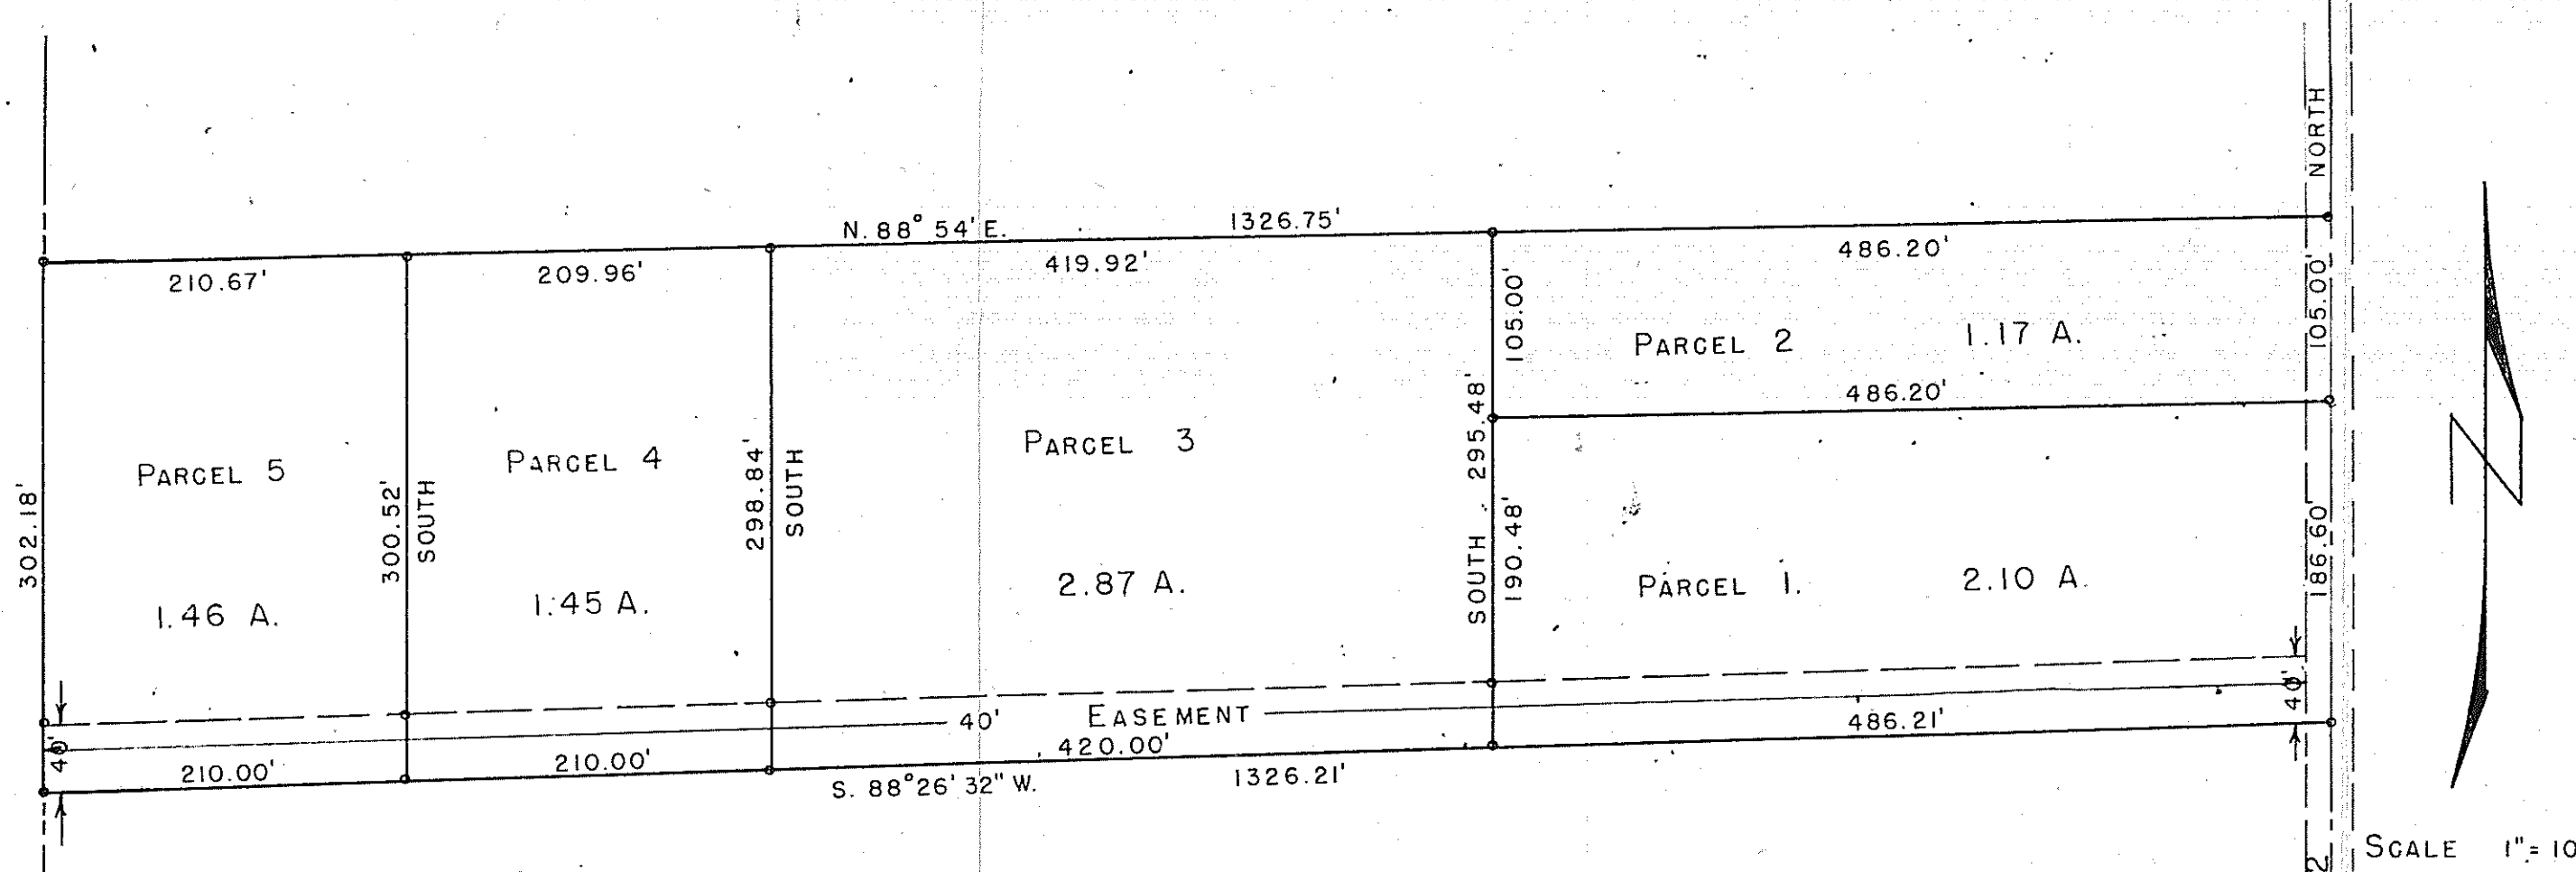 NORTH
N. 88° 54' E. 1326.75'
210.67'
209.96'
419.92'
486.20'
105.00'
105.00'
PARCEL 2 1.17 A.
486.20'
PARCEL 5
PARCEL 4
PARCEL 3
302.18'
300.52'
SOUTH
298.84'
SOUTH
SOUTH 295.48'
190.48'
186.60'
1.46 A.
1.45 A.
2.87 A.
PARCEL 1. 2.10 A.
N
40'
40' EASEMENT
40'
210.00'
210.00'
420.00'
486.21'
S. 88° 26' 32" W. 1326.21'
2
SCALE 1" = 10